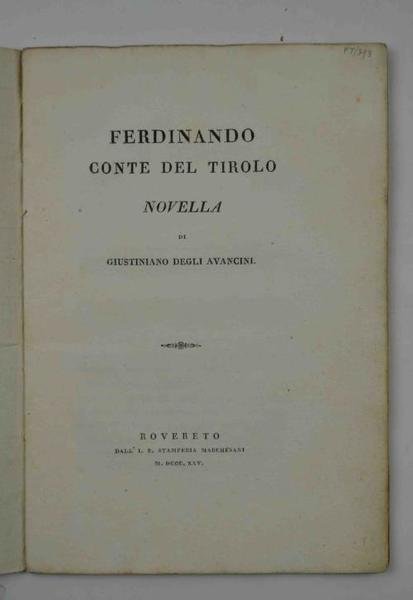 FERDINANDO
CONTE DEL TIROLO
NOVELLA
DI
GIUSTINIANO DEGLI AVANCINI.
ROVERETO
DALL' I. R. STAMPERIA MARCHESANI
M. DCCC. XXV.